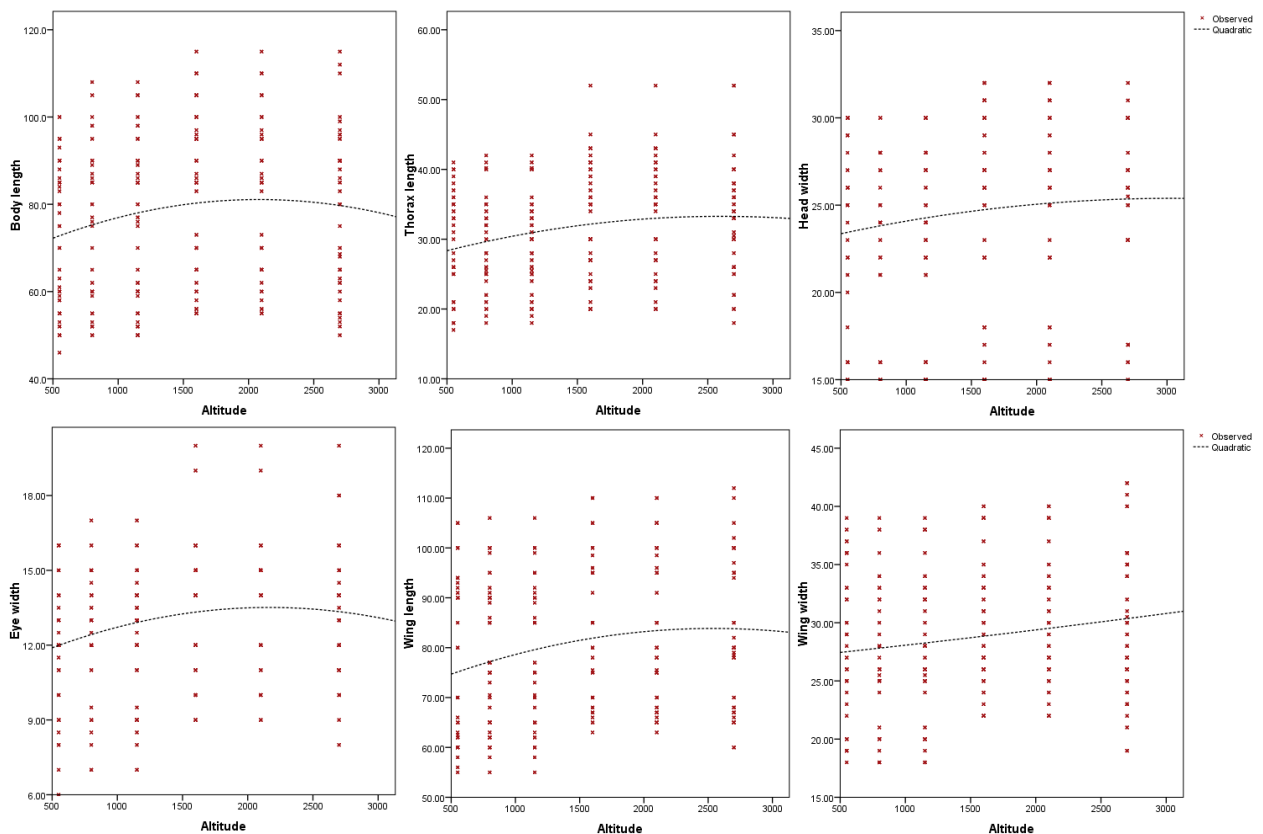 120.0
100.0
80.0
60.0
40.0
Body length
500 1000 1500 2000 2500 3000
Altitude
60.00
50.00
40.00
30.00
20.00
10.00
Thorax length
500 1000 1500 2000 2500 3000
Altitude
35.00
30.00
25.00
20.00
15.00
Head width
500 1000 1500 2000 2500 3000
Altitude
Observed
Quadratic
18.00
15.00
12.00
9.00
6.00
Eye width
500 1000 1500 2000 2500 3000
Altitude
120.00
110.00
100.00
90.00
80.00
70.00
60.00
50.00
Wing length
500 1000 1500 2000 2500 3000
Altitude
45.00
40.00
35.00
30.00
25.00
20.00
15.00
Wing width
500 1000 1500 2000 2500 3000
Altitude
Observed
Quadratic